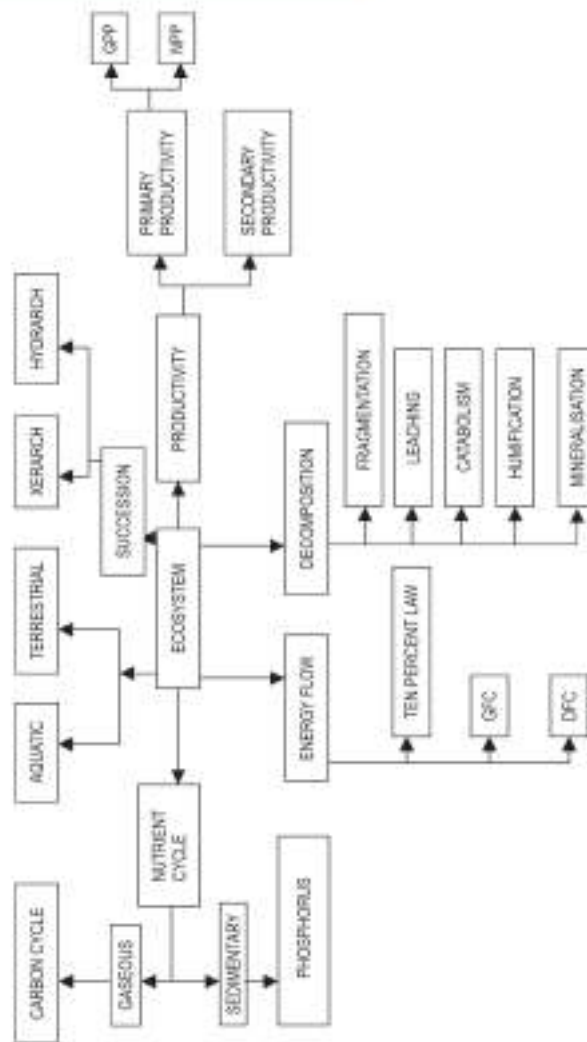 CARBON CYCLE
AQUATIC
TERRESTRIAL
XERARCH
HYDRARCH
GASEOUS
SUCCESSION
GPP
NPP
NUTRIENT
CYCLE
ECOSYSTEM
PRODUCTIVITY
PRIMARY
PRODUCTIVITY
SEDIMENTARY
SECONDARY
PRODUCTIVITY
PHOSPHORUS
ENERGY FLOW
DECOMPOSITION
TEN PERCENT LAW
GFC
DFC
FRAGMENTATION
LEACHING
CATABOLISM
HUMIFICATION
MINERALISATION